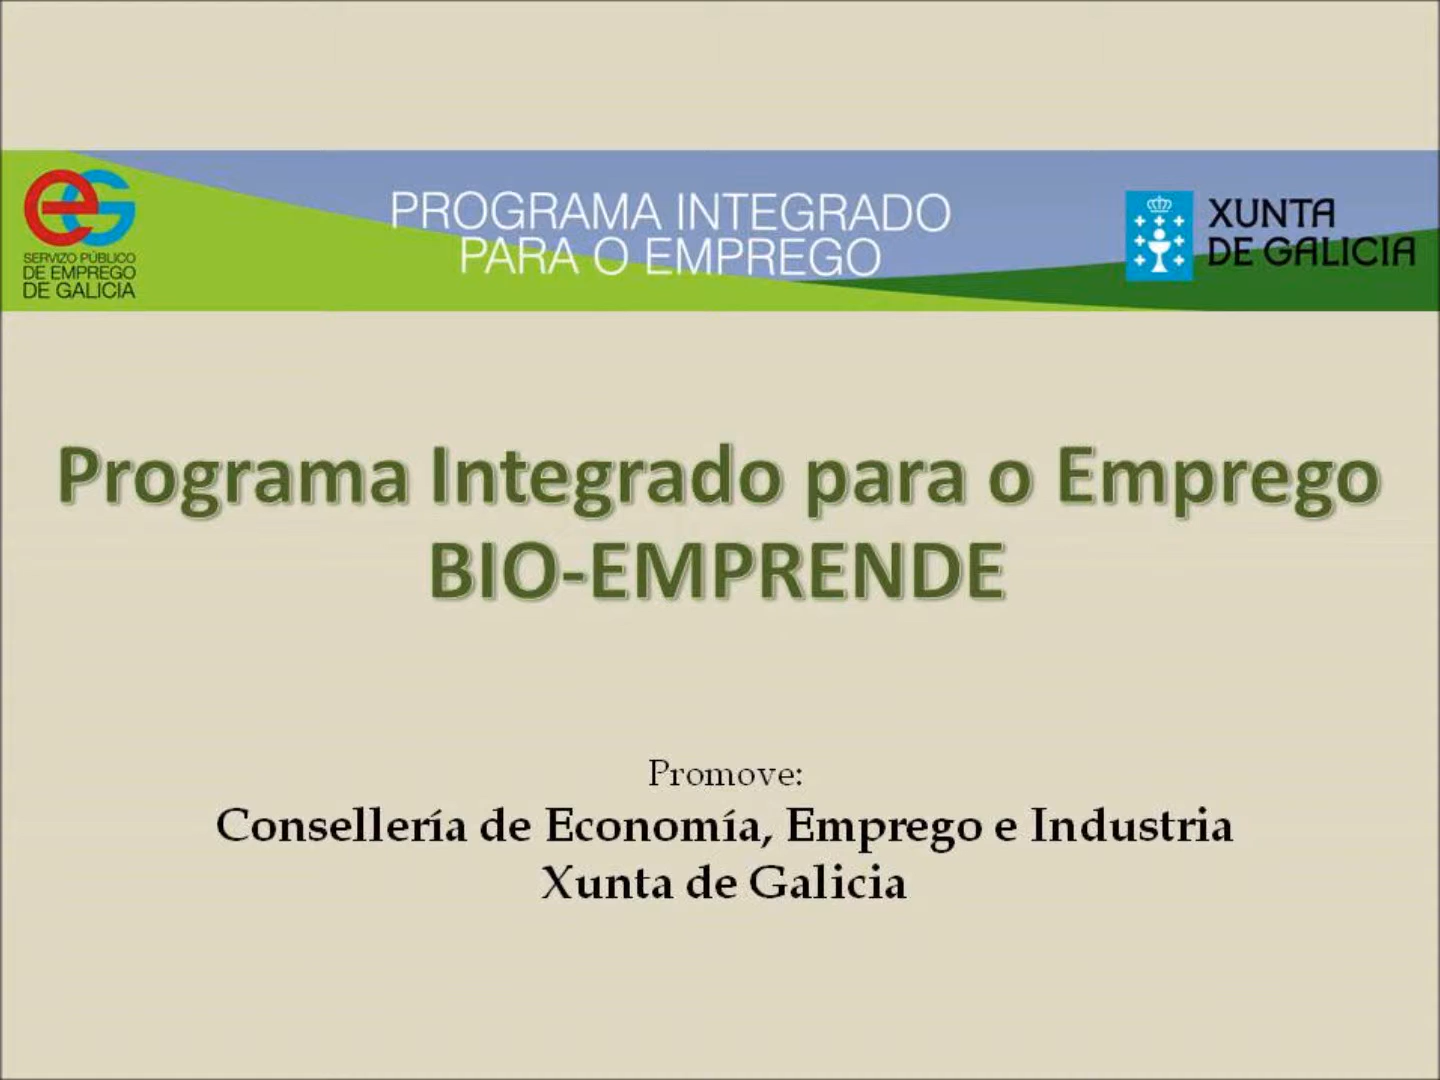 eG
SERVIZO PÚBLICO
DE EMPREGO
DE GALICIA
PROGRAMA INTEGRADO
PARA O EMPREGO
XUNTA
DE GALICIA
Programa Integrado para o Emprego
BIO-EMPRENDE
Promove:
Consellería de Economía, Emprego e Industria
Xunta de Galicia